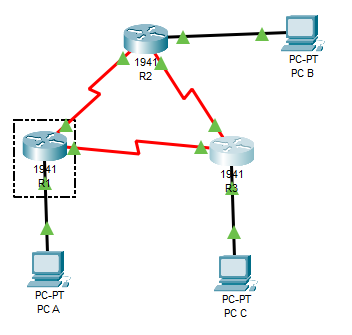 1941
R2
PC-PT
PC B
1941
R1
1941
R3
PC-PT
PC A
PC-PT
PC C